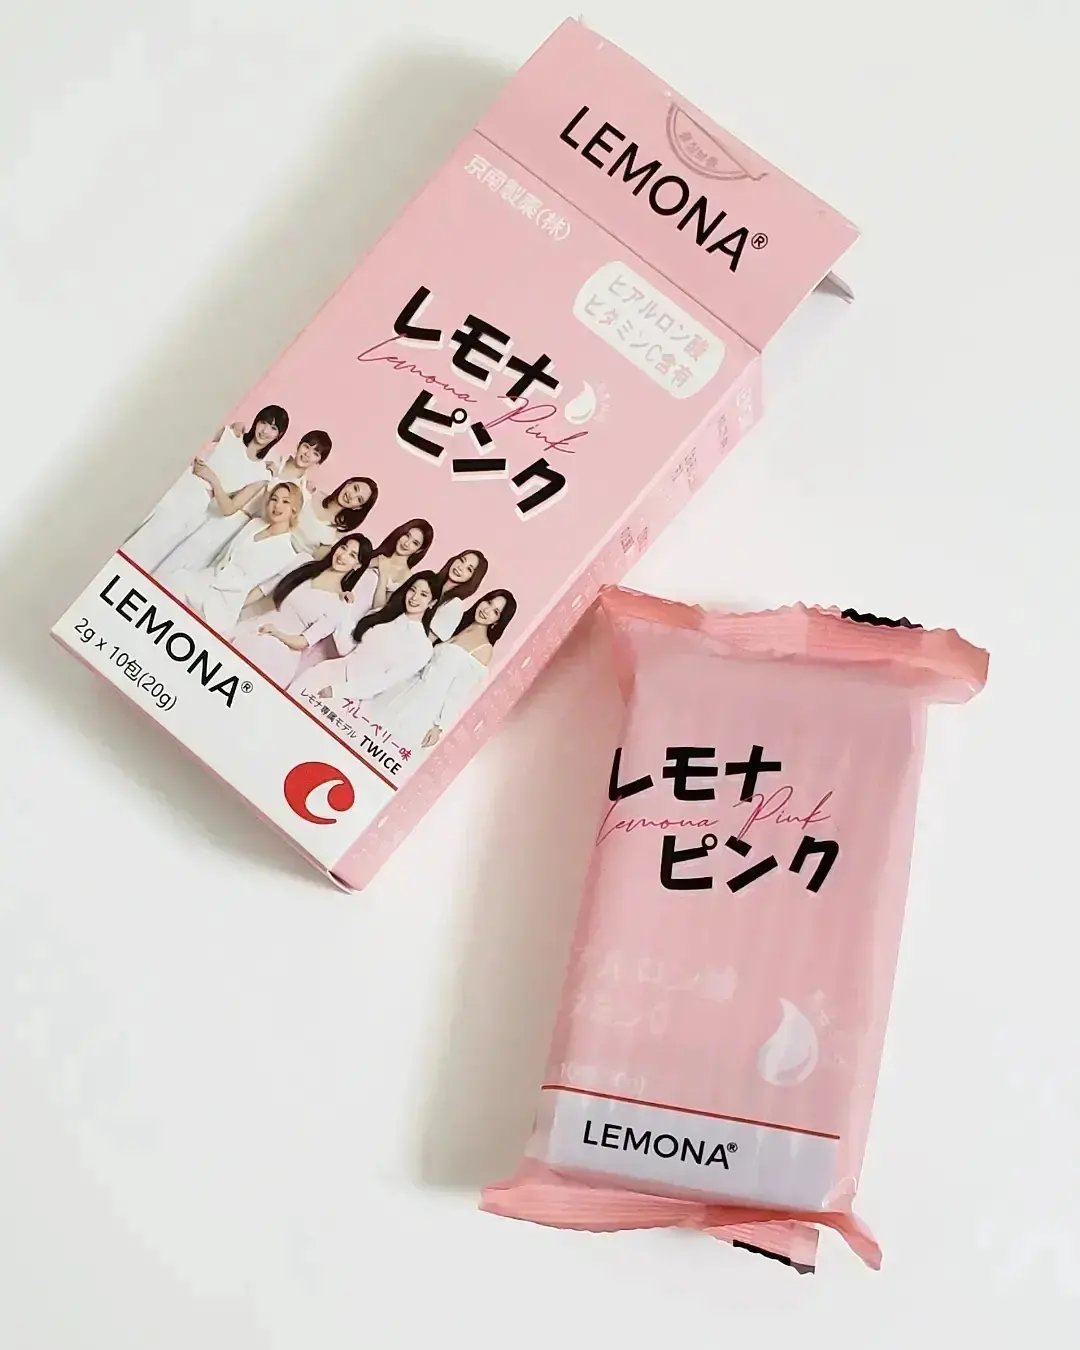 LEMONA®
京南製薬(株)
ヒアルロン酸
ビタミンC含有
レモナ
Lemona Pink
ピンク
LEMONA®
2g x 10包(20g)
ブルーベリー味
レモナ専属モデル TWICE
レモナ
Lemona Pink
ピンク
LEMONA®